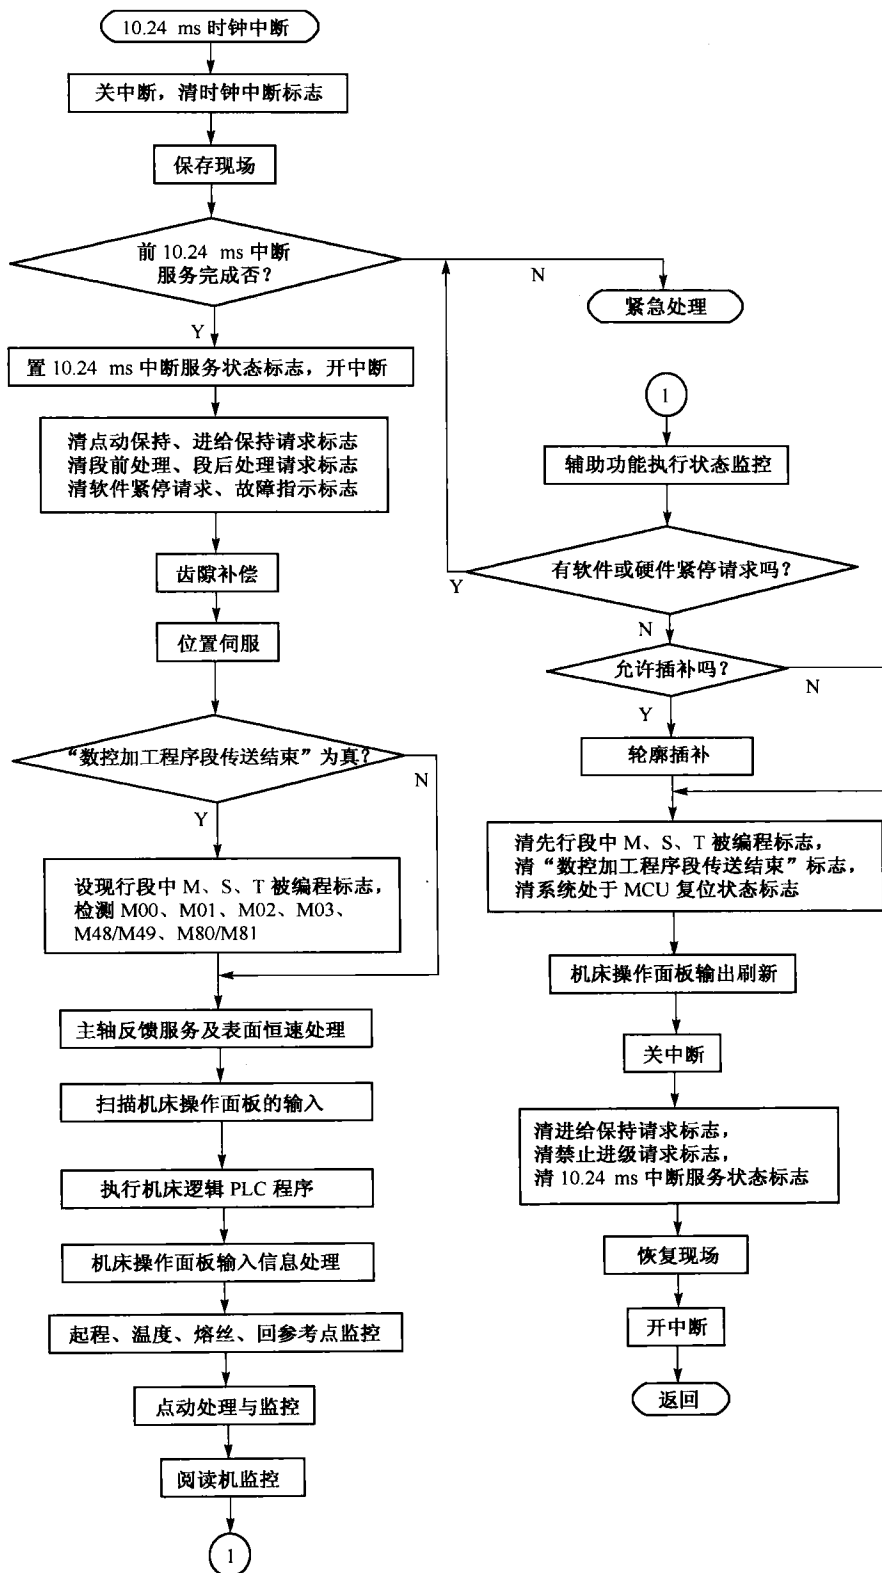 10.24 ms 时钟中断
关中断，清时钟中断标志
保存现场
前 10.24 ms 中断
服务完成否？
N
紧急处理
Y
置 10.24 ms 中断服务状态标志，开中断
清点动保持、进给保持请求标志
清段前处理、段后处理请求标志
清软件紧停请求、故障指示标志
齿隙补偿
位置伺服
“数控加工程序段传送结束”为真？
N
Y
设现行段中 M、S、T 被编程标志，
检测 M00、M01、M02、M03、
M48/M49、M80/M81
主轴反馈服务及表面恒速处理
扫描机床操作面板的输入
执行机床逻辑 PLC 程序
机床操作面板输入信息处理
起程、温度、熔丝、回参考点监控
点动处理与监控
阅读机监控
1
1
辅助功能执行状态监控
有软件或硬件紧停请求吗？
Y
N
允许插补吗？
N
Y
轮廓插补
清先行段中 M、S、T 被编程标志，
清“数控加工程序段传送结束”标志，
清系统处于 MCU 复位状态标志
机床操作面板输出刷新
关中断
清进给保持请求标志，
清禁止进级请求标志，
清 10.24 ms 中断服务状态标志
恢复现场
开中断
返回